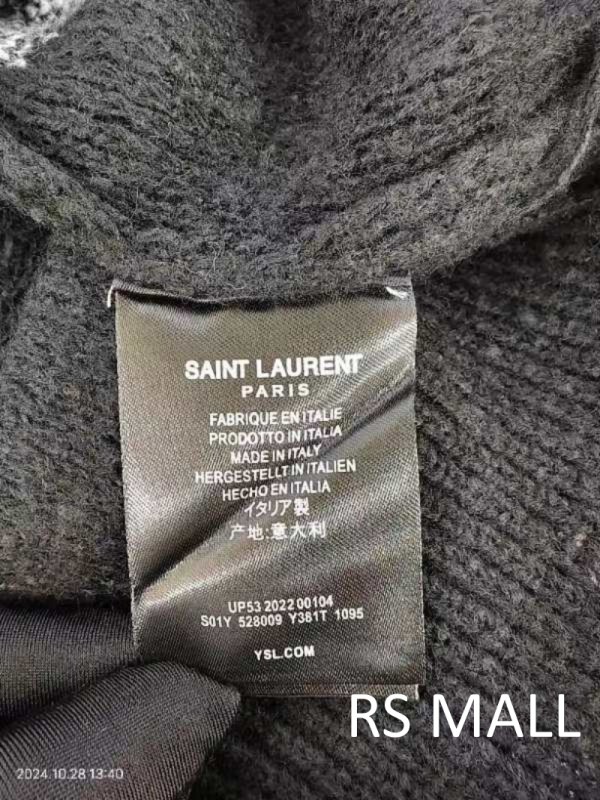 SAINT LAURENT
PARIS
FABRIQUE EN ITALIE
PRODOTTO IN ITALIA
MADE IN ITALY
HERGESTELLT IN ITALIEN
HECHO EN ITALIA
イタリア製
产地:意大利
UP53 2022 00104
S01Y 528009 Y381T 1095
YSL.COM
RS MALL
2024.10.28 13:40